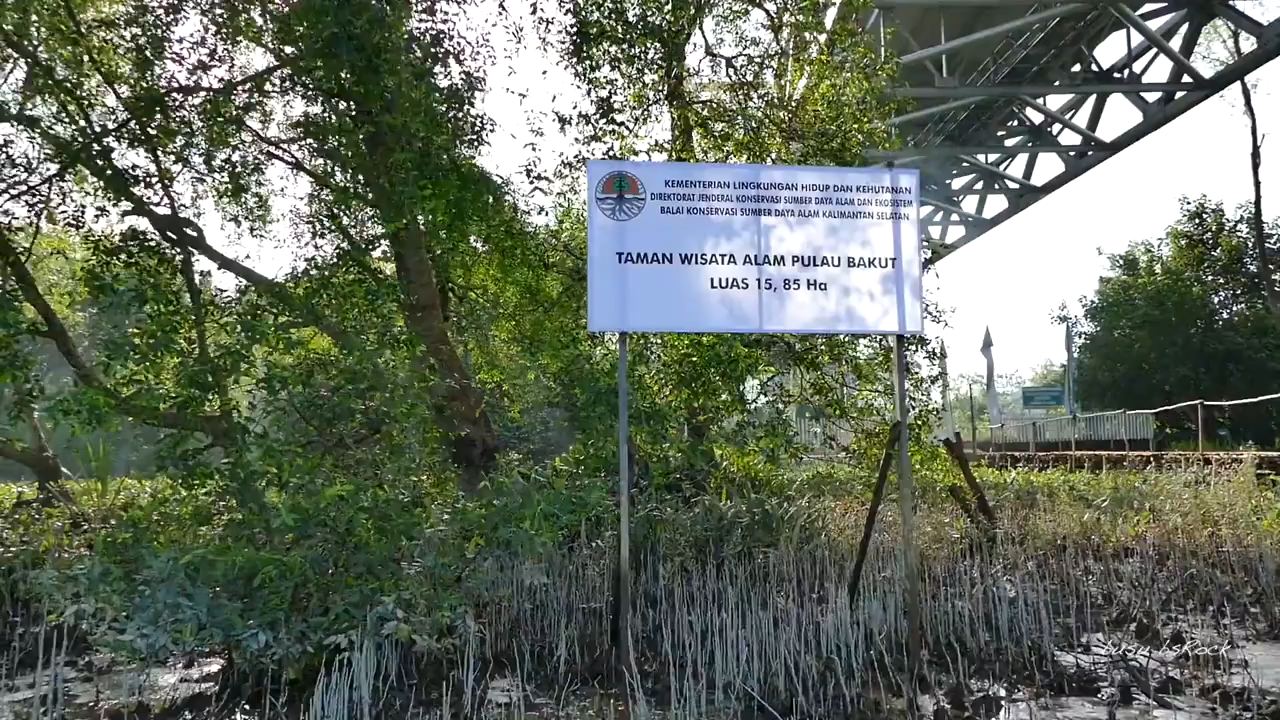 KEMENTERIAN LINGKUNGAN HIDUP DAN KEHUTANAN
DIREKTORAT JENDERAL KONSERVASI SUMBER DAYA ALAM DAN EKOSISTEM
BALAI KONSERVASI SUMBER DAYA ALAM KALIMANTAN SELATAN
TAMAN WISATA ALAM PULAU BAKUT
LUAS 15, 85 Ha